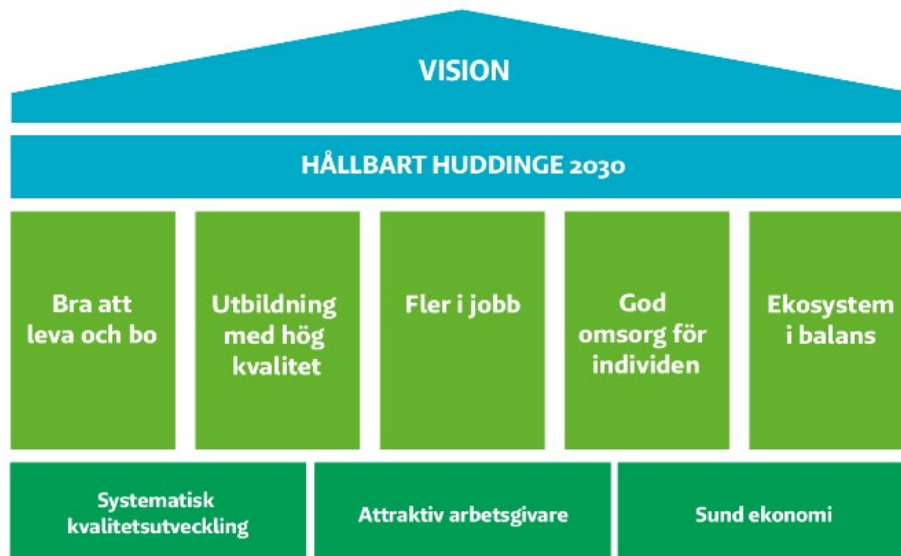 VISION
HÅLLBART HUDDINGE 2030
Bra att
leva och bo
Utbildning
med hög
kvalitet
Fler i jobb
God
omsorg för
individen
Ekosystem
i balans
Systematisk
kvalitetsutveckling
Attraktiv arbetsgivare
Sund ekonomi